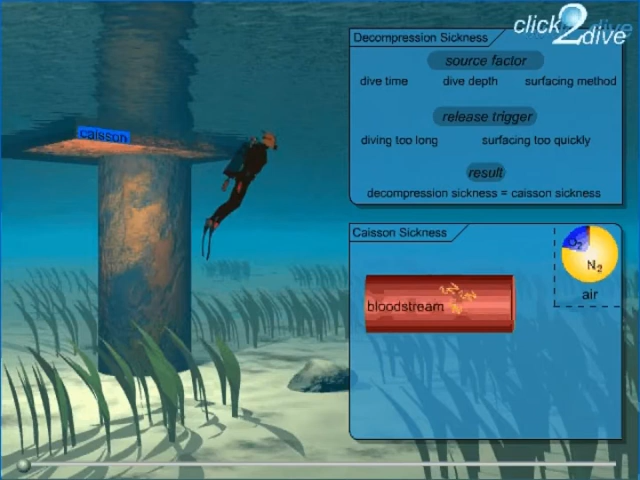 click2dive
Decompression Sickness
source factor
dive time dive depth surfacing method
release trigger
diving too long surfacing too quickly
result
decompression sickness = caisson sickness
caisson
Caisson Sickness
O2
N2
air
bloodstream
N N N N N